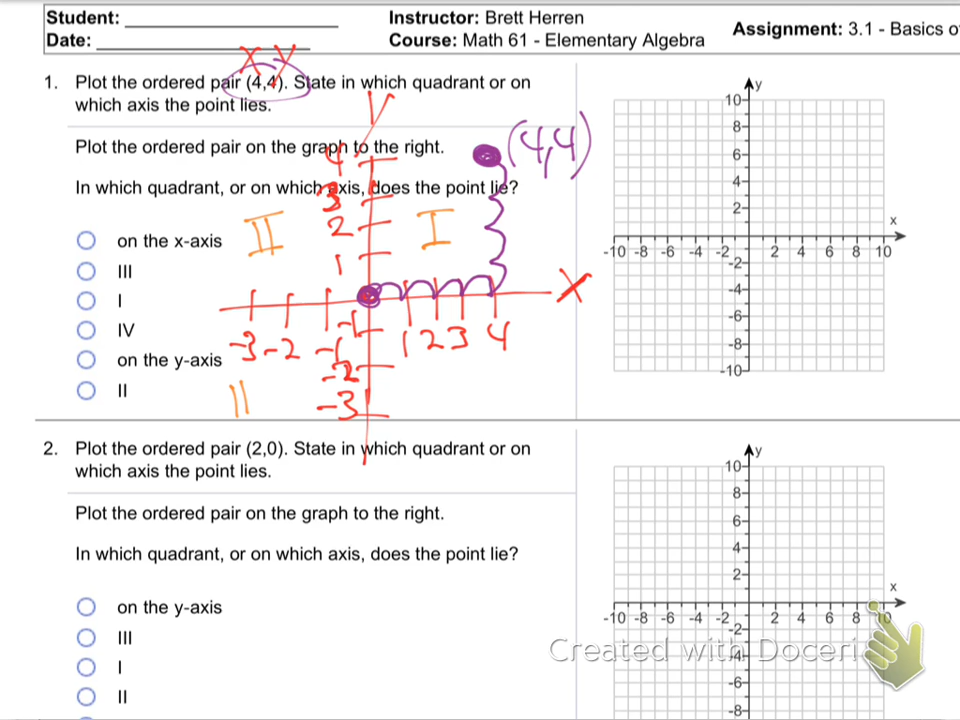 Student: ____________________
Instructor: Brett Herren
Assignment: 3.1 - Basics o
Date: ____________________
Course: Math 61 - Elementary Algebra
x y
1. Plot the ordered pair (4,4). State in which quadrant or on
which axis the point lies.
Plot the ordered pair on the graph to the right.
In which quadrant, or on which axis, does the point lie?
on the x-axis
III
I
IV
on the y-axis
II
y
(4,4)
4
3
2
1
II
I
x
-3 -2 -1 1 2 3 4
-1
-2
-3
II
y
10
8
6
4
2
x
-10 -8 -6 -4 -2 2 4 6 8 10
-2
-4
-6
-8
-10
2. Plot the ordered pair (2,0). State in which quadrant or on
which axis the point lies.
Plot the ordered pair on the graph to the right.
In which quadrant, or on which axis, does the point lie?
on the y-axis
III
I
II
y
10
8
6
4
2
x
-10 -8 -6 -4 -2 2 4 6 8 10
-2
-4
-6
-8
Created with Doceri